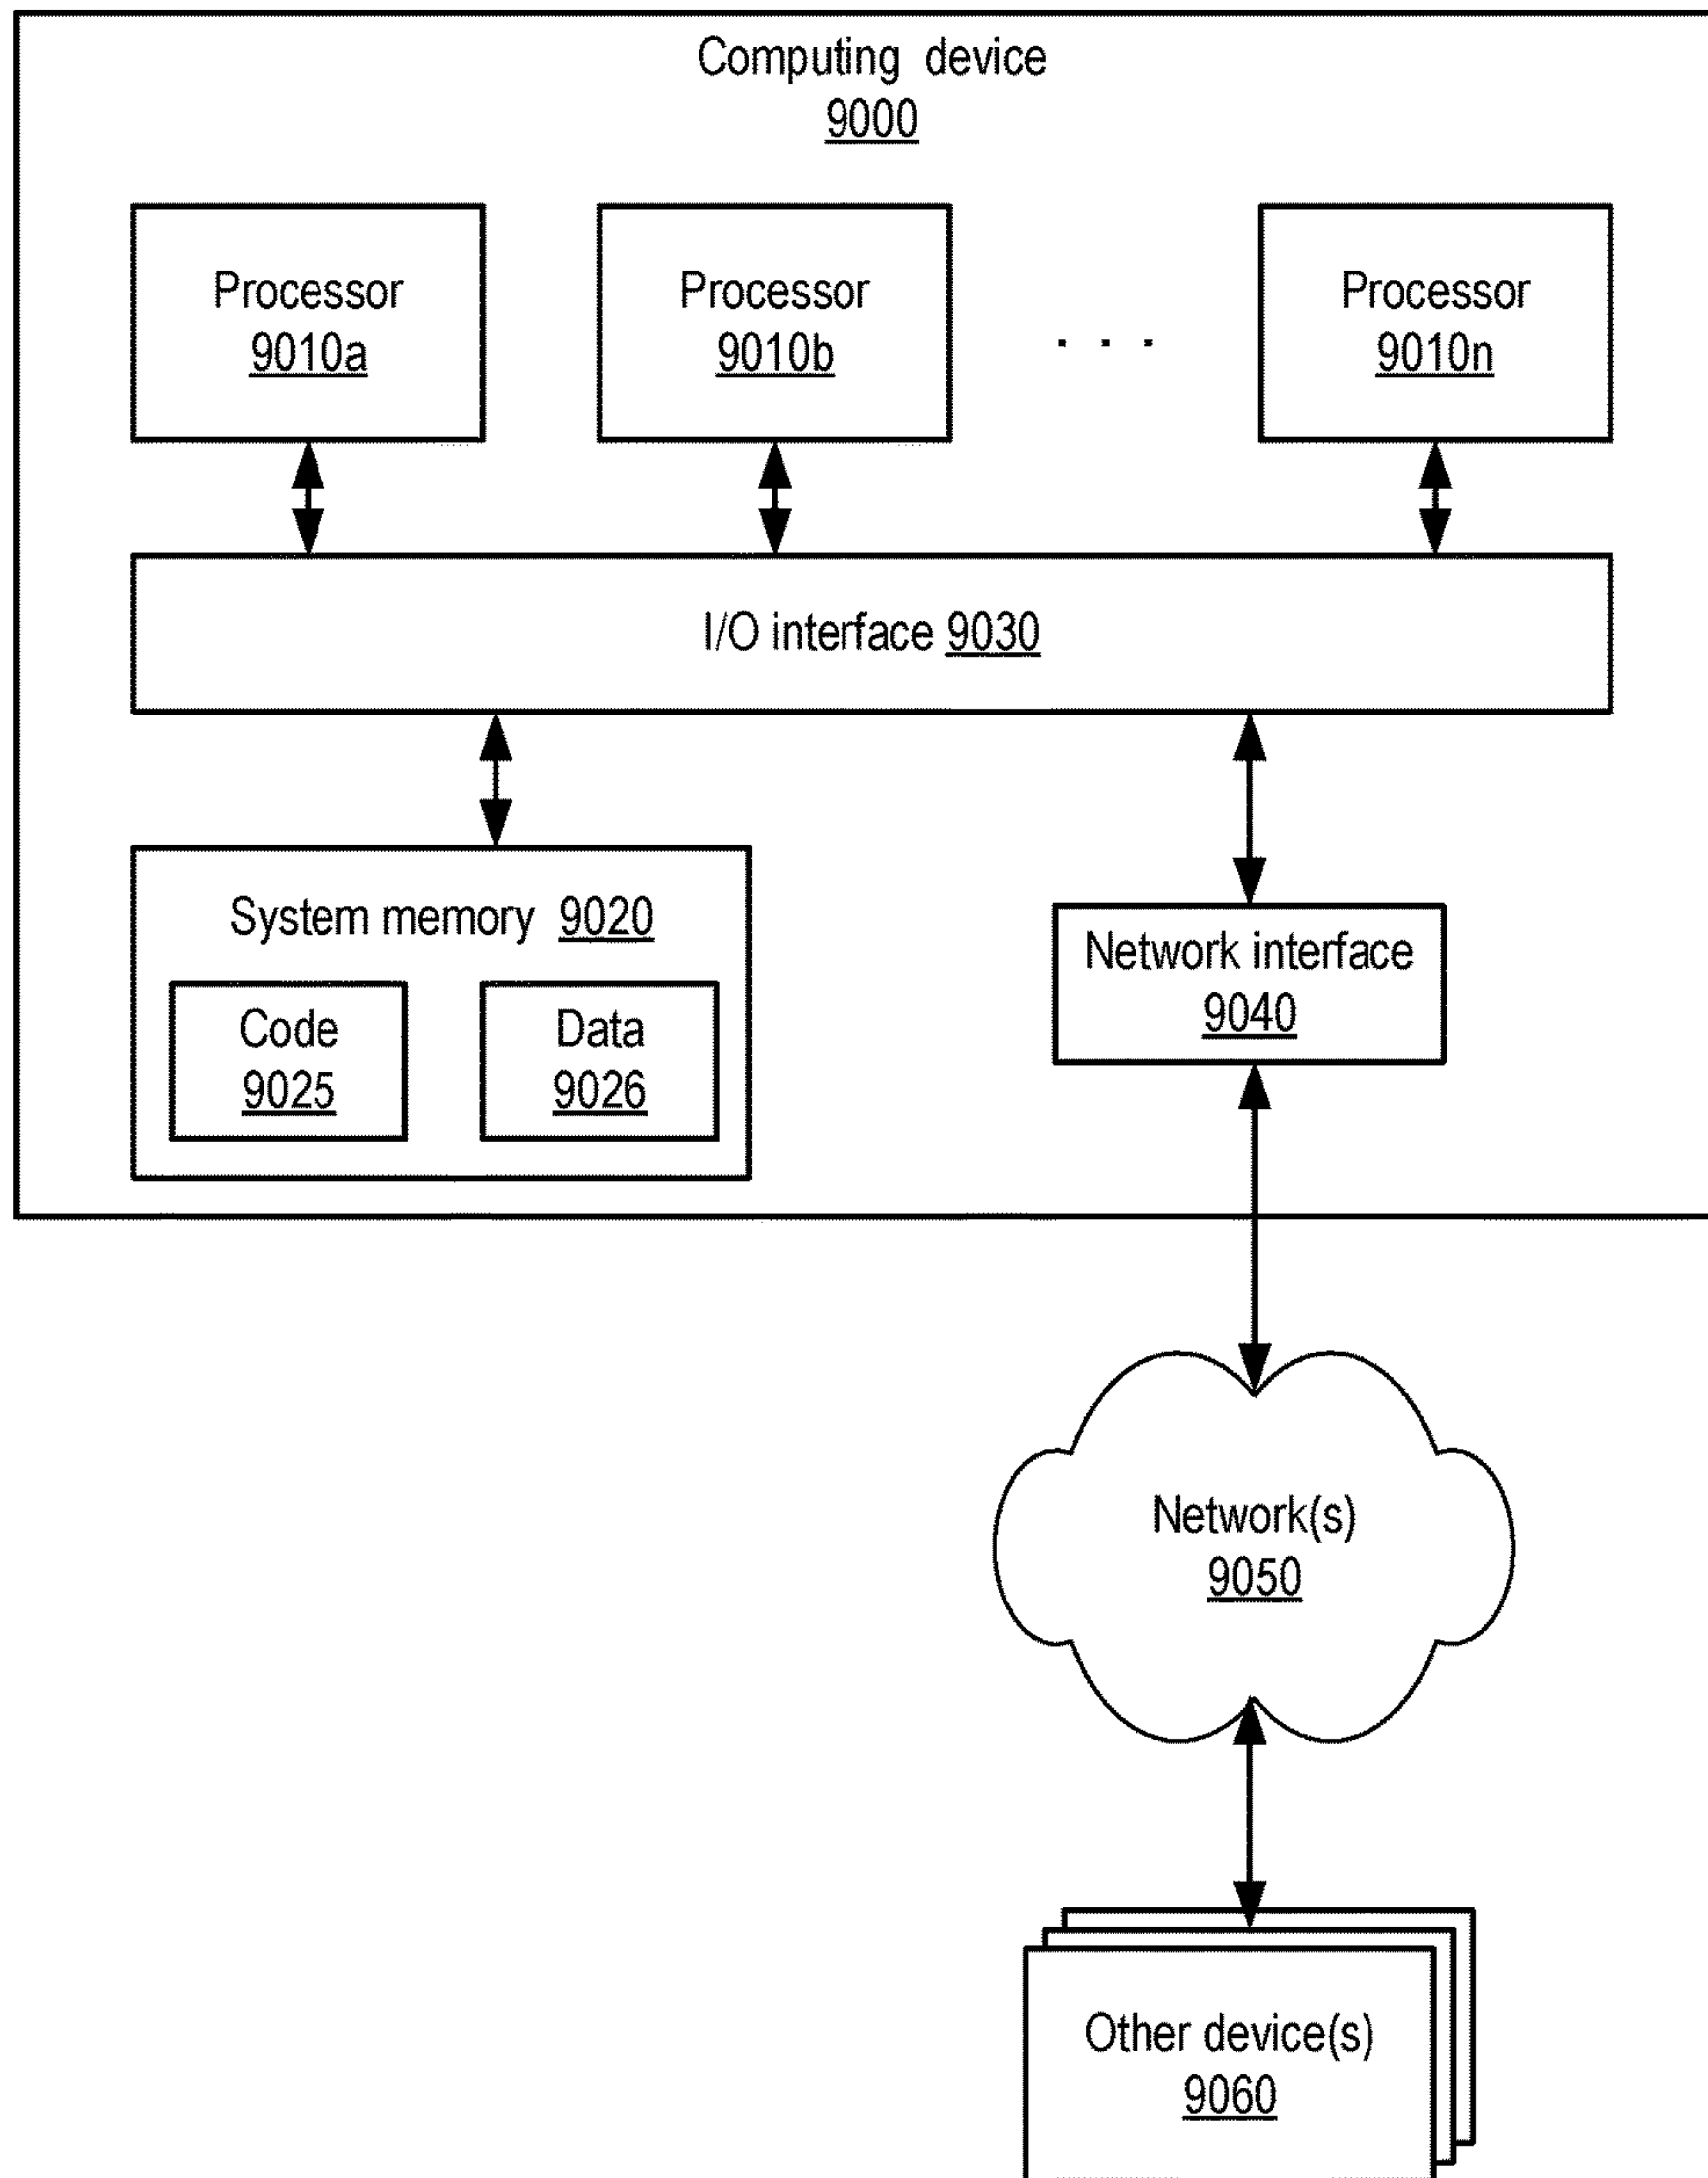 Computing device
9000
Processor
9010a
Processor
9010b
. . .
Processor
9010n
I/O interface 9030
System memory 9020
Code
9025
Data
9026
Network interface
9040
Network(s)
9050
Other device(s)
9060